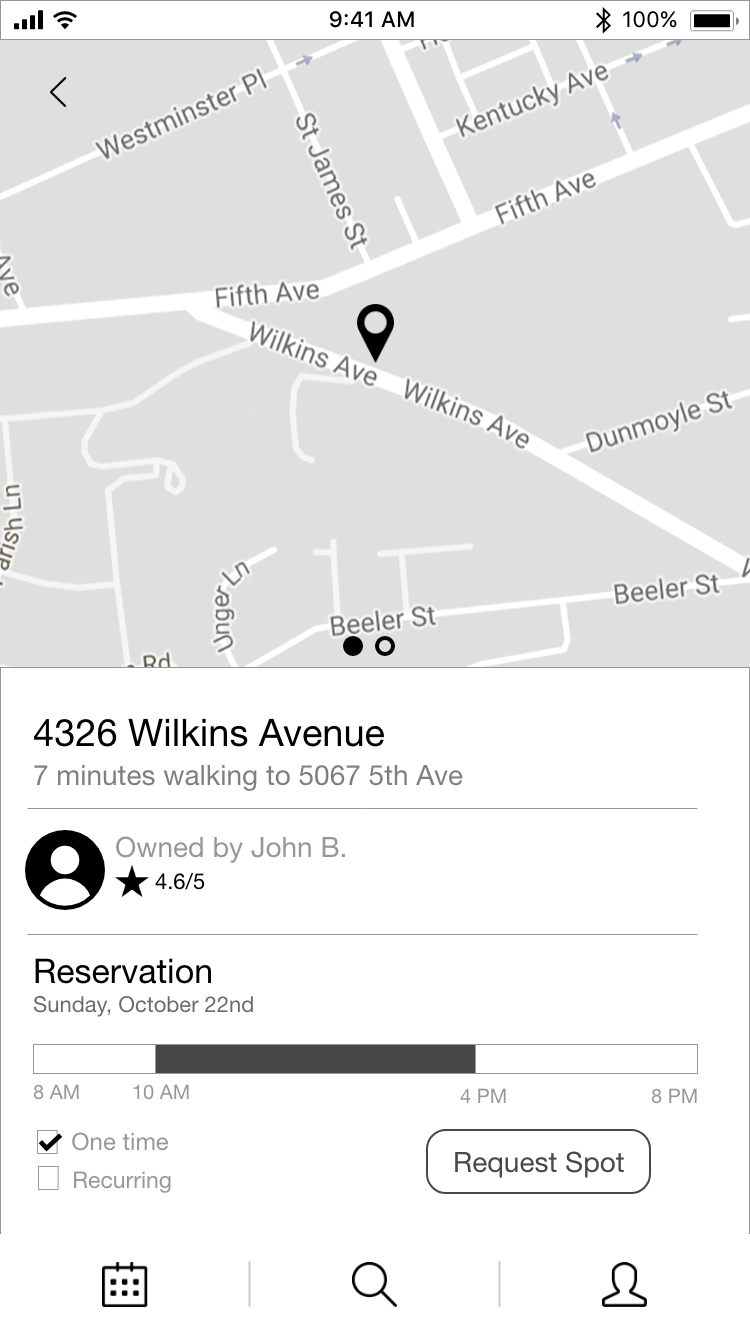 9:41 AM
100%
Westminster Pl
St James St
Kentucky Ave
Fifth Ave
Ave
Fifth Ave
Wilkins Ave
Wilkins Ave
Dunmoyle St
Unger Ln
Beeler St
Beeler St
Rd
4326 Wilkins Avenue
7 minutes walking to 5067 5th Ave
Owned by John B.
4.6/5
Reservation
Sunday, October 22nd
8 AM 10 AM 4 PM 8 PM
One time
Recurring
Request Spot